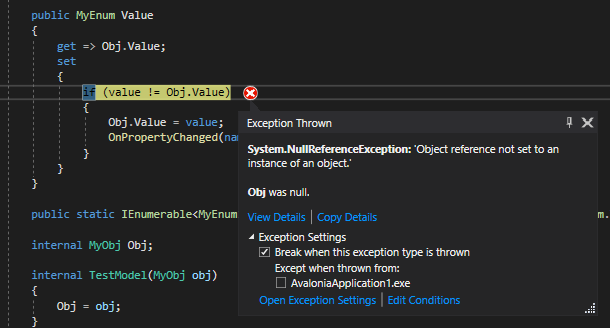 public MyEnum Value
{
get => Obj.Value;
set
{
if (value != Obj.Value)
{
Obj.Value = value;
OnPropertyChanged(na
}
}
}
public static IEnumerable<MyEnum
m.
internal MyObj Obj;
internal TestModel(MyObj obj)
{
Obj = obj;
}
Exception Thrown
System.NullReferenceException: 'Object reference not set to an
instance of an object.'
Obj was null.
View Details | Copy Details
Exception Settings
Break when this exception type is thrown
Except when thrown from:
AvaloniaApplication1.exe
Open Exception Settings | Edit Conditions